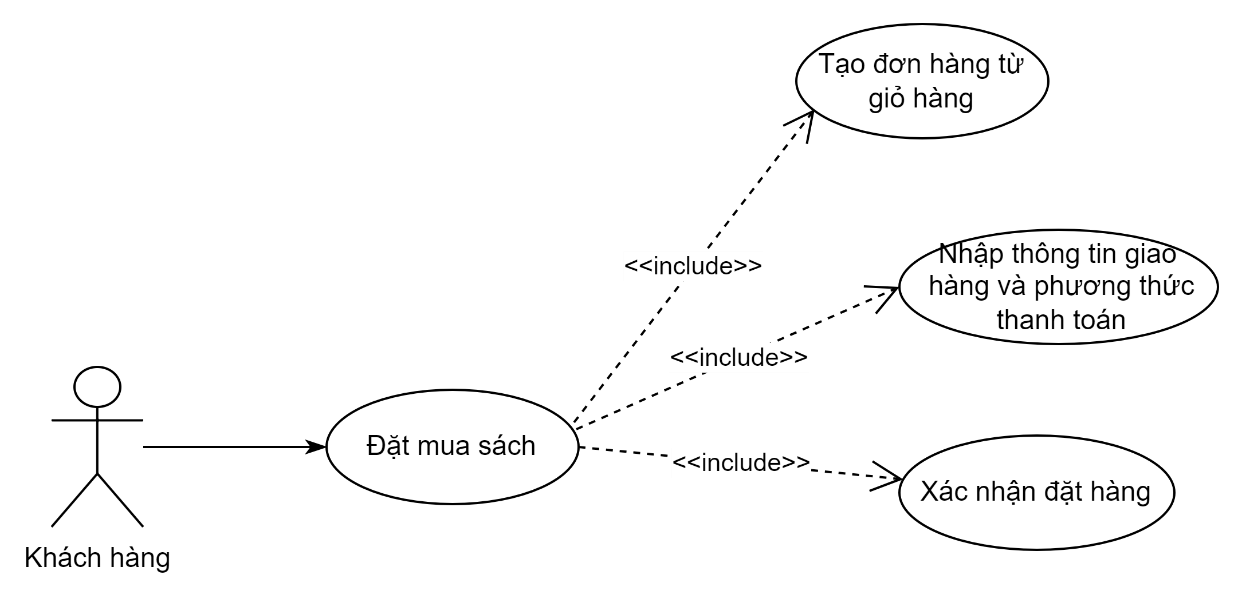 Tạo đơn hàng từ
giỏ hàng
<<include>>
Nhập thông tin giao
hàng và phương thức
thanh toán
<<include>>
Đặt mua sách
<<include>>
Xác nhận đặt hàng
Khách hàng